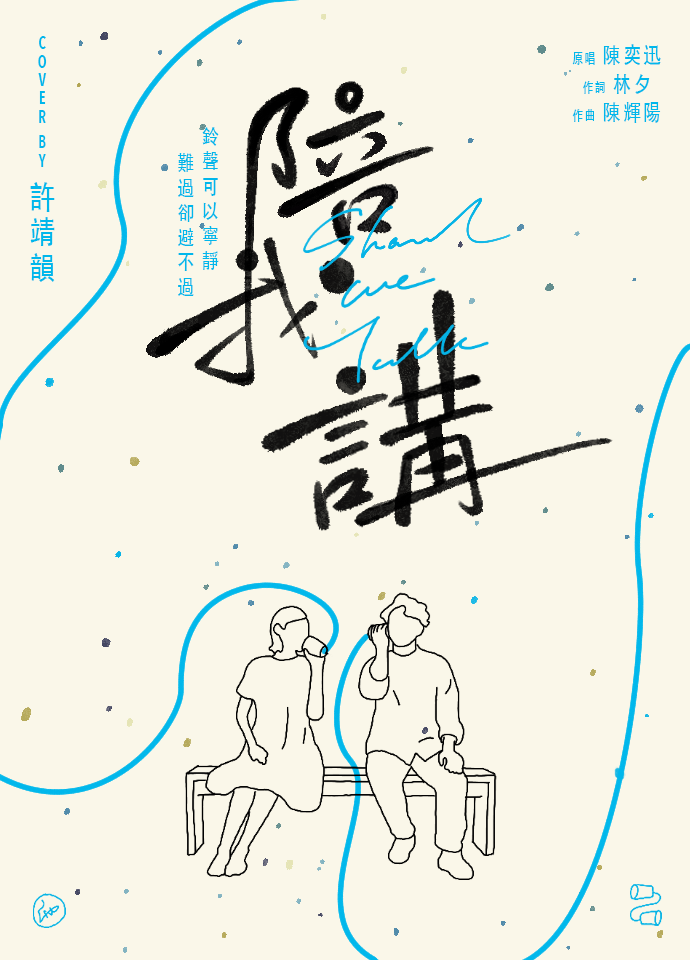 COVER BY 許靖韻
原唱 陳奕迅
作詞 林夕
作曲 陳輝陽
鈴聲可以寧靜
難過卻避不過
陪我講
Shall
we
Talk